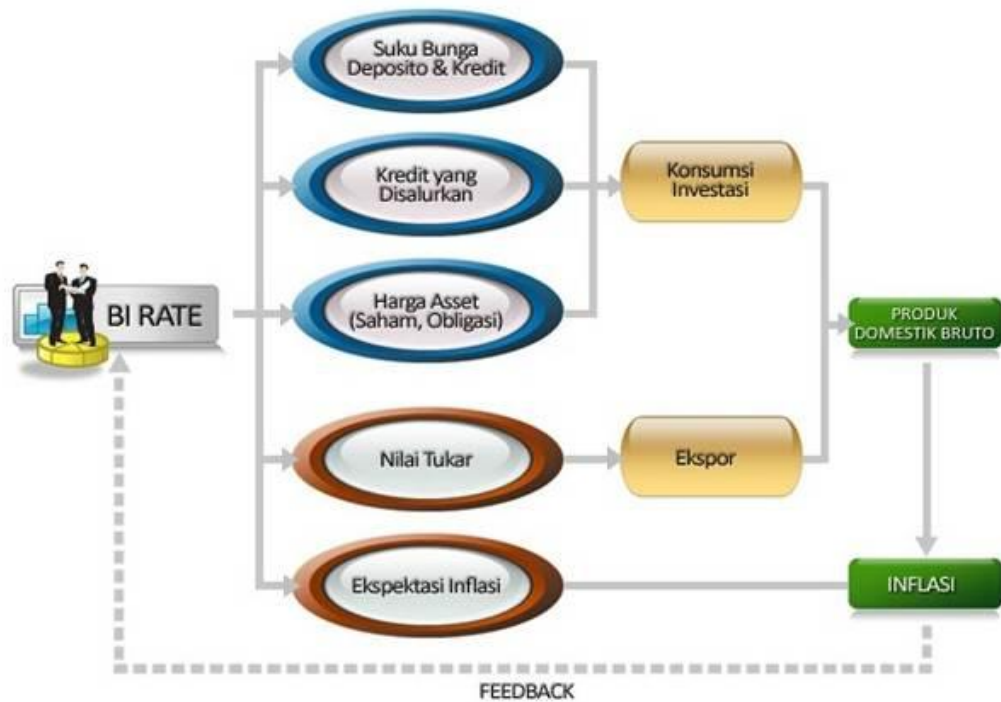 Suku Bunga
Deposito & Kredit
Kredit yang
Disalurkan
Konsumsi
Investasi
BI RATE
Harga Asset
(Saham, Obligasi)
PRODUK
DOMESTIK BRUTO
Nilai Tukar
Ekspor
Ekspektasi Inflasi
INFLASI
FEEDBACK